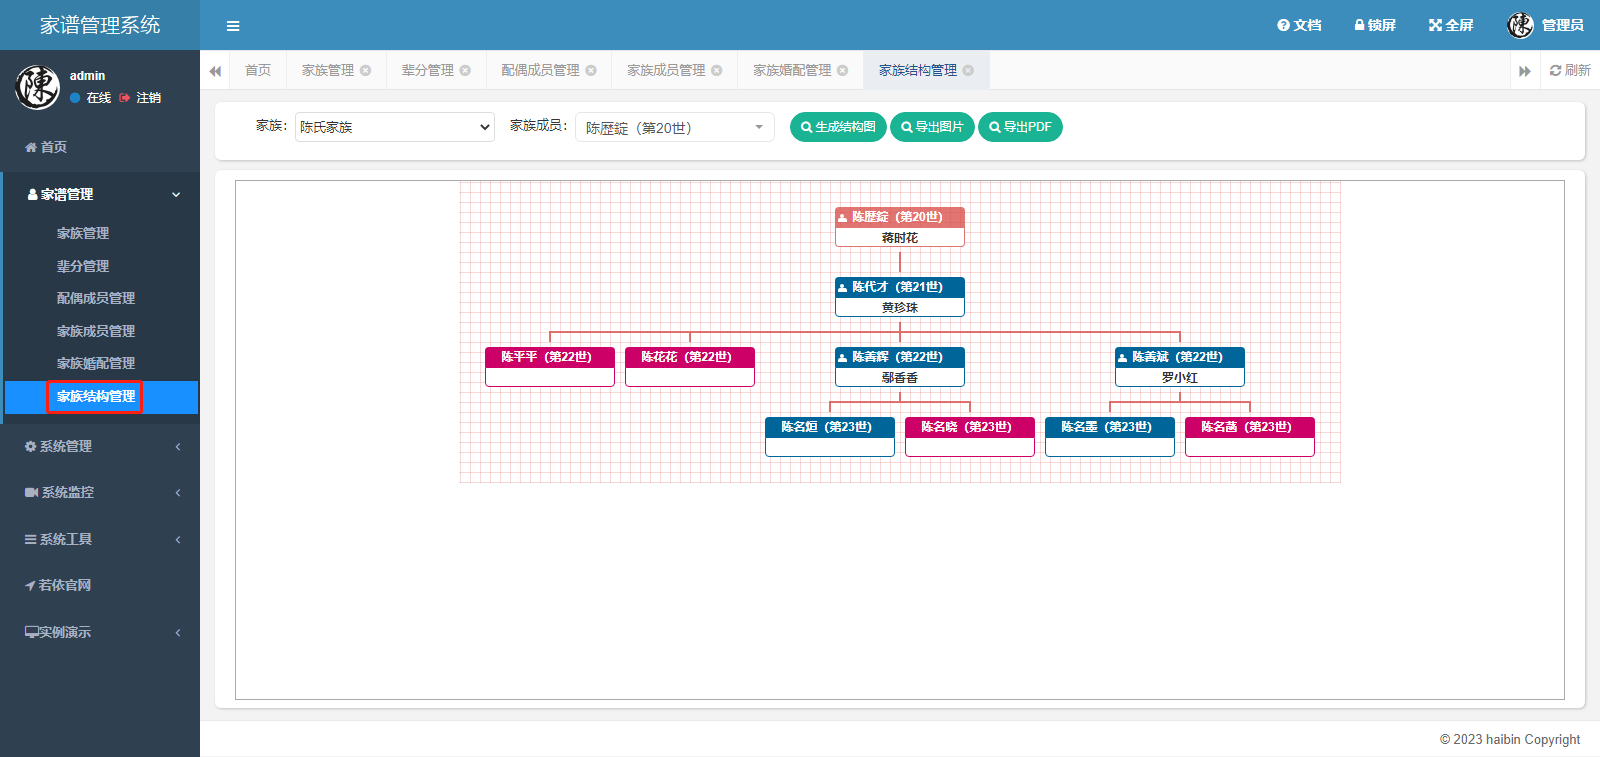 家谱管理系统
文档 锁屏 全屏 管理员
陳
admin
在线 注销
首页 家族管理 辈分管理 配偶成员管理 家族成员管理 家族婚配管理 家族结构管理 刷新
首页
家谱管理
家族管理
辈分管理
配偶成员管理
家族成员管理
家族婚配管理
家族结构管理
系统管理
系统监控
系统工具
若依官网
实例演示
家族： 陈氏家族 家族成员： 陈歴錠（第20世） 生成结构图 导出图片 导出PDF
陈歴錠（第20世）
蒋时花
陈代才（第21世）
黄珍珠
陈平平（第22世） 陈花花（第22世） 陈善辉（第22世） 陈善斌（第22世）
鄢香香 罗小红
陈名烜（第23世） 陈名晓（第23世） 陈名墨（第23世） 陈名菡（第23世）
© 2023 haibin Copyright